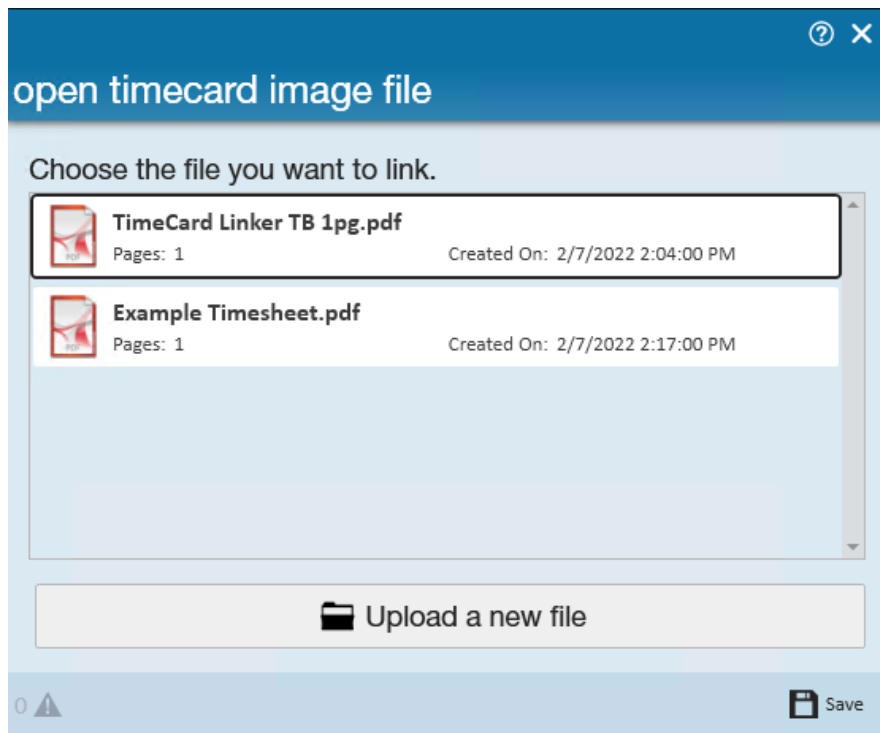 open timecard image file
Choose the file you want to link.
TimeCard Linker TB 1pg.pdf
Pages: 1 Created On: 2/7/2022 2:04:00 PM
PDF
Example Timesheet.pdf
Pages: 1 Created On: 2/7/2022 2:17:00 PM
PDF
Upload a new file
0 Save